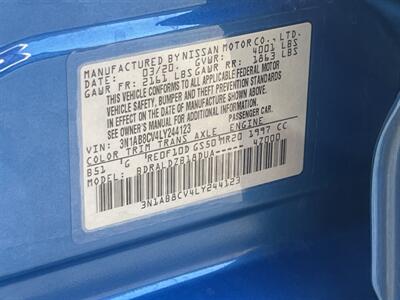 MANUFACTURED BY NISSAN MOTOR CO., LTD.
DATE: 03/20 GVWR: 4001 LBS
GAWR FR: 2161 LBS GAWR RR: 1863 LBS
THIS VEHICLE CONFORMS TO ALL APPLICABLE FEDERAL MOTOR
VEHICLE SAFETY, BUMPER AND THEFT PREVENTION STANDARDS
IN EFFECT ON THE DATE OF MANUFACTURE SHOWN ABOVE.
SEE OWNER'S MANUAL FOR ADDITIONAL INFORMATION
VIN: 3N1AB8CV4LY244123 PASSENGER CAR
COLOR TRIM TRANS AXLE ENGINE
B51 'G 'RE0F10D GS50 MR20 1997 CC
MODEL: BDRALDZB18DUA----- 47000
3N1AB8CV4LY244123